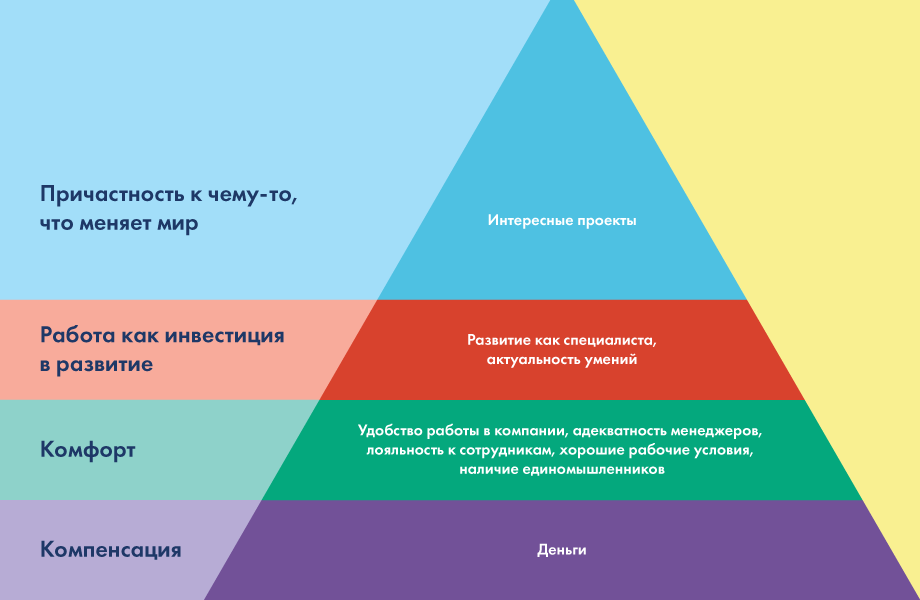 Причастность к чему-то,
что меняет мир
Интересные проекты
Работа как инвестиция
в развитие
Развитие как специалиста,
актуальность умений
Комфорт
Удобство работы в компании, адекватность менеджеров,
лояльность к сотрудникам, хорошие рабочие условия,
наличие единомышленников
Компенсация
Деньги